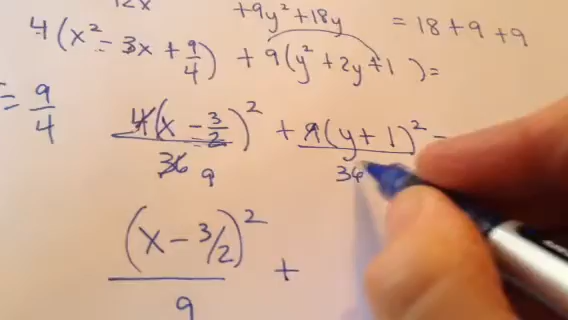 12x +9y² + 18y = 18 + 9 + 9
4(x² - 3x + 9/4) + 9(y² + 2y + 1) =
= 9/4
4(x - 3/2)² / 36 9 + 9(y + 1)² / 36 =
(x - 3/2)² / 9 +